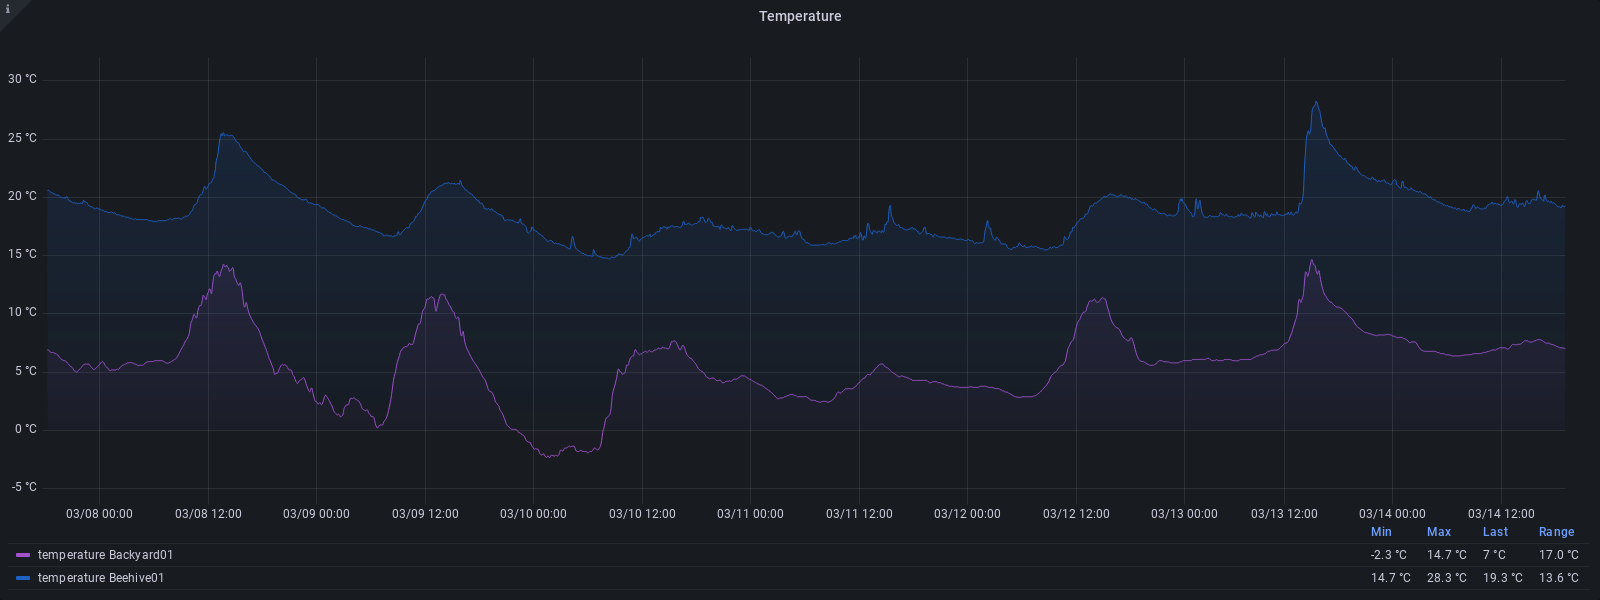 i
Temperature
30 °C
25 °C
20 °C
15 °C
10 °C
5 °C
0 °C
-5 °C
03/08 00:00 03/08 12:00 03/09 00:00 03/09 12:00 03/10 00:00 03/10 12:00 03/11 00:00 03/11 12:00 03/12 00:00 03/12 12:00 03/13 00:00 03/13 12:00 03/14 00:00 03/14 12:00
Min Max Last Range
temperature Backyard01 -2.3 °C 14.7 °C 7 °C 17.0 °C
temperature Beehive01 14.7 °C 28.3 °C 19.3 °C 13.6 °C